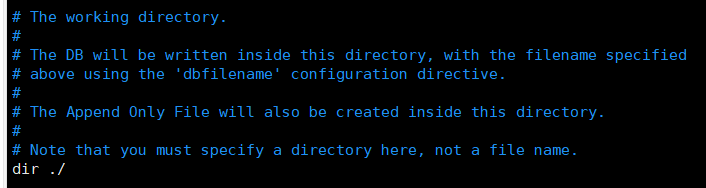 # The working directory.
#
# The DB will be written inside this directory, with the filename specified
# above using the 'dbfilename' configuration directive.
#
# The Append Only File will also be created inside this directory.
#
# Note that you must specify a directory here, not a file name.
dir ./